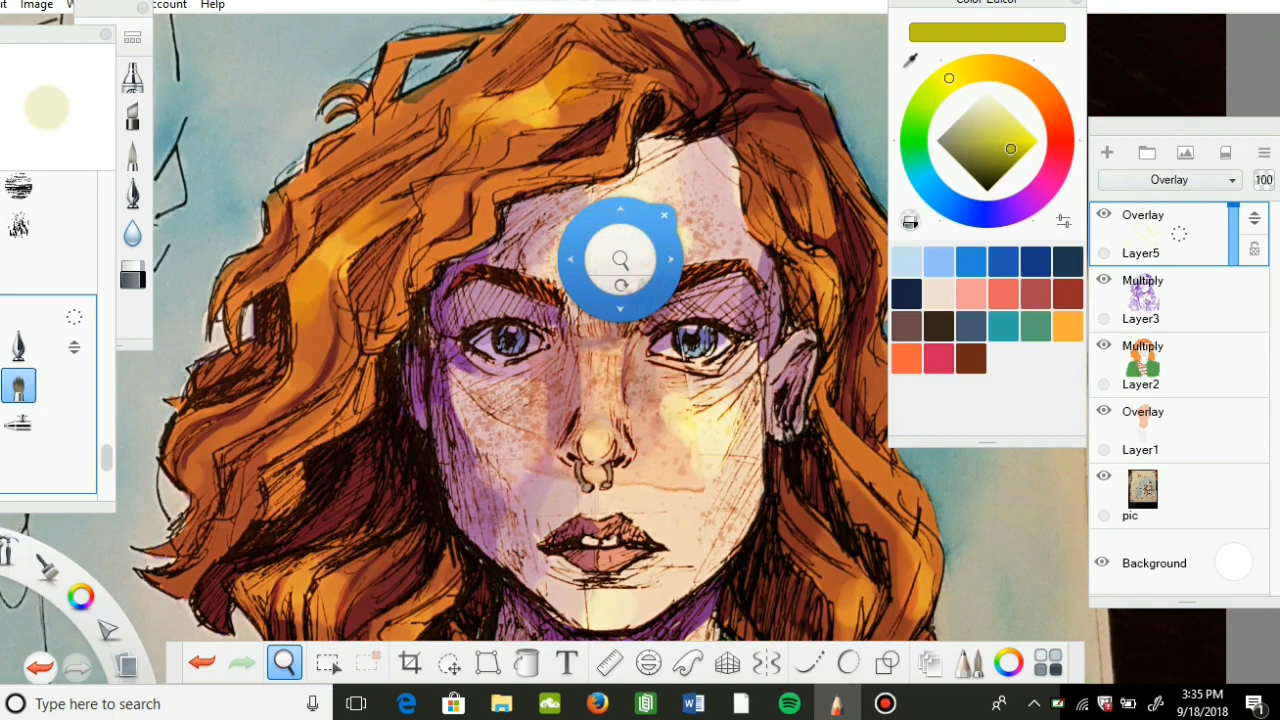 Image
ccount
Help
Color Editor
100
Overlay
Overlay
Layer5
Multiply
Layer3
Multiply
Layer2
Overlay
Layer1
pic
Background
T
Type here to search
3:35 PM
9/18/2018
1